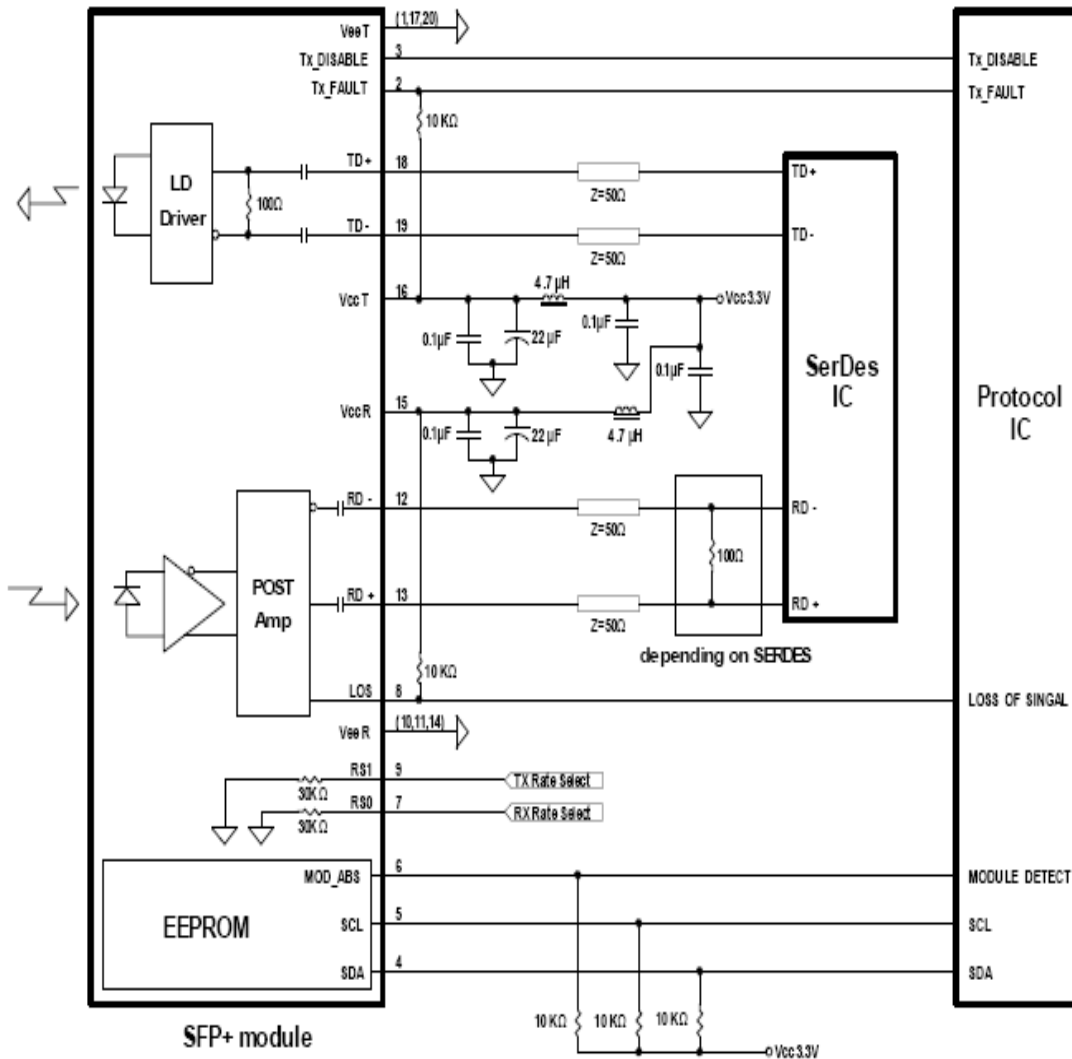 VeeT (1,17,20)
Tx_DISABLE 3 Tx_DISABLE
Tx_FAULT 2 Tx_FAULT
10 KΩ
LD
Driver
100Ω
TD+ 18 TD+
Z=50Ω
TD- 19 TD-
Z=50Ω
4.7 µH
VccT 16 Vcc3.3V
0.1µF 22 µF 0.1µF
0.1µF
SerDes
IC
Protocol
IC
VccR 15
0.1µF 22 µF 4.7 µH
RD - 12 RD -
Z=50Ω
100Ω
POST
Amp
RD + 13 RD +
Z=50Ω
depending on SERDES
10 KΩ
LOS 8 LOSS OF SINGAL
VeeR (10,11,14)
RS1 9 TX Rate Select
30KΩ
RS0 7 RX Rate Select
30KΩ
MOD_ABS 6 MODULE DETECT
EEPROM
SCL 5 SCL
SDA 4 SDA
10 KΩ 10 KΩ 10 KΩ
SFP+ module
Vcc3.3V